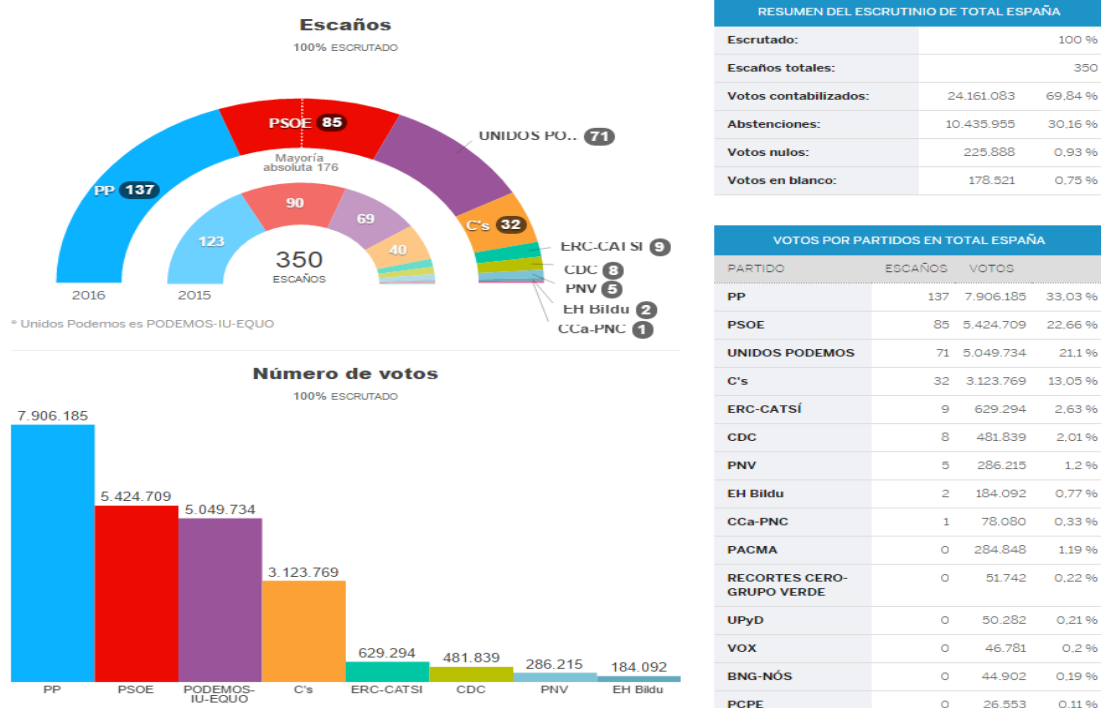 Escaños
100% ESCRUTADO
PSOE 85
UNIDOS PO.. 71
Mayoría
absoluta 176
PP 137
90
69
C's 32
123
40
ERC-CATSI 9
350
ESCAÑOS
CDC 8
PNV 5
2016
2015
EH Bildu 2
CCa-PNC 1
* Unidos Podemos es PODEMOS-IU-EQUO
Número de votos
100% ESCRUTADO
7.906.185
5.424.709
5.049.734
3.123.769
629.294
481.839
286.215
184.092
PP
PSOE
PODEMOS-
IU-EQUO
C's
ERC-CATSI
CDC
PNV
EH Bildu
RESUMEN DEL ESCRUTINIO DE TOTAL ESPAÑA
Escrutado: 100 %
Escaños totales: 350
Votos contabilizados: 24.161.083 69,84 %
Abstenciones: 10.435.955 30,16 %
Votos nulos: 225.888 0,93 %
Votos en blanco: 178.521 0,75 %
VOTOS POR PARTIDOS EN TOTAL ESPAÑA
PARTIDO ESCAÑOS VOTOS
PP 137 7.906.185 33,03 %
PSOE 85 5.424.709 22,66 %
UNIDOS PODEMOS 71 5.049.734 21,1 %
C's 32 3.123.769 13,05 %
ERC-CATSÍ 9 629.294 2,63 %
CDC 8 481.839 2,01 %
PNV 5 286.215 1,2 %
EH Bildu 2 184.092 0,77 %
CCa-PNC 1 78.080 0,33 %
PACMA 0 284.848 1,19 %
RECORTES CERO-
GRUPO VERDE 0 51.742 0,22 %
UPyD 0 50.282 0,21 %
VOX 0 46.781 0,2 %
BNG-NÓS 0 44.902 0,19 %
PCPE 0 26.553 0,11 %